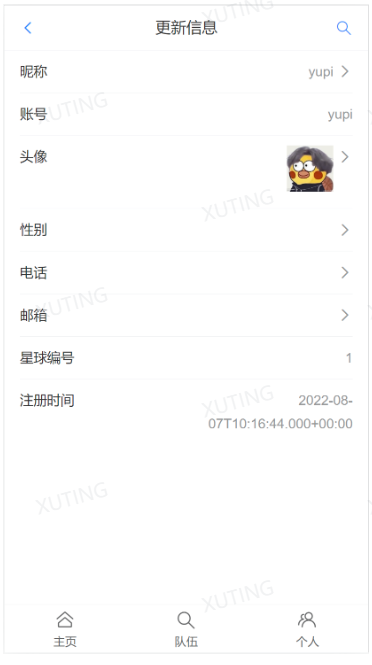 更新信息
昵称 yupi
账号 yupi
头像
性别
电话
邮箱
星球编号 1
注册时间 2022-08-
07T10:16:44.000+00:00
主页 队伍 个人
XUTING
XUTING
XUTING
XUTING
XUTING
XUTING
XUTING